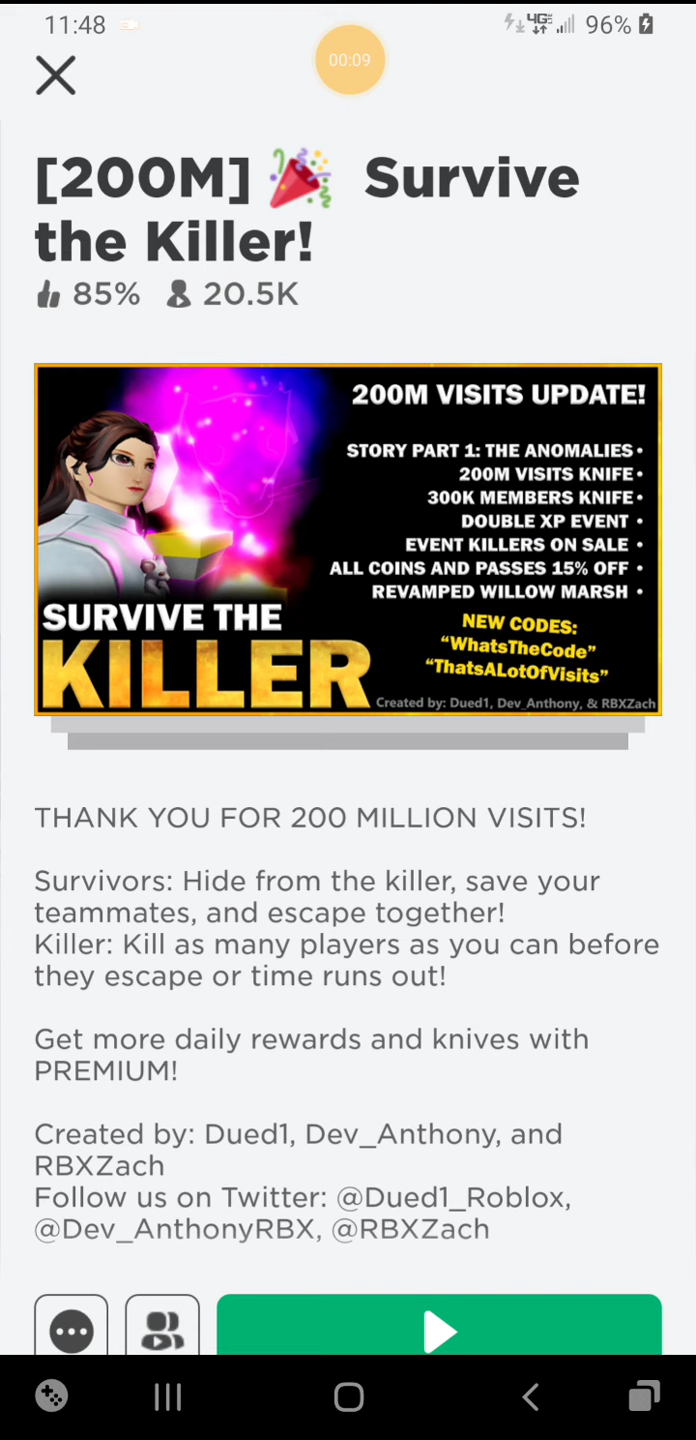 11:48
4GE 96%
00:09
[200M] 🎉 Survive
the Killer!
85% 20.5K
200M VISITS UPDATE!
STORY PART 1: THE ANOMALIES•
200M VISITS KNIFE•
300K MEMBERS KNIFE•
DOUBLE XP EVENT •
EVENT KILLERS ON SALE •
ALL COINS AND PASSES 15% OFF •
REVAMPED WILLOW MARSH •
NEW CODES:
“WhatsTheCode”
“ThatsALotOfVisits”
SURVIVE THE
KILLER
Created by: Dued1, Dev_Anthony, & RBXZach
THANK YOU FOR 200 MILLION VISITS!
Survivors: Hide from the killer, save your
teammates, and escape together!
Killer: Kill as many players as you can before
they escape or time runs out!
Get more daily rewards and knives with
PREMIUM!
Created by: Dued1, Dev_Anthony, and
RBXZach
Follow us on Twitter: @Dued1_Roblox,
@Dev_AnthonyRBX, @RBXZach